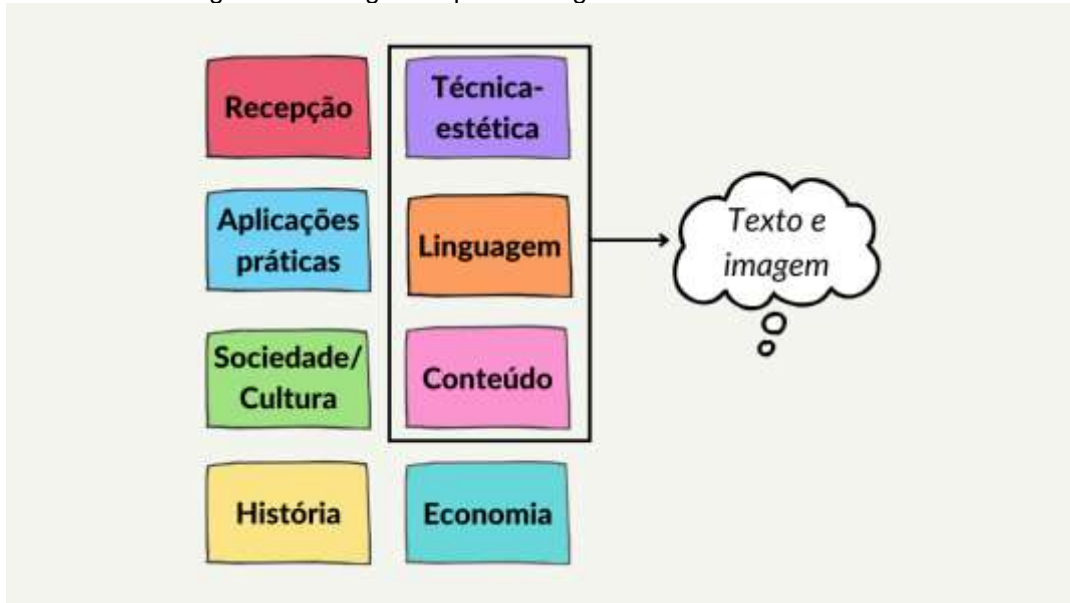 Recepção
Técnica-
estética
Aplicações
práticas
Linguagem
Texto e
imagem
Sociedade/
Cultura
Conteúdo
História
Economia